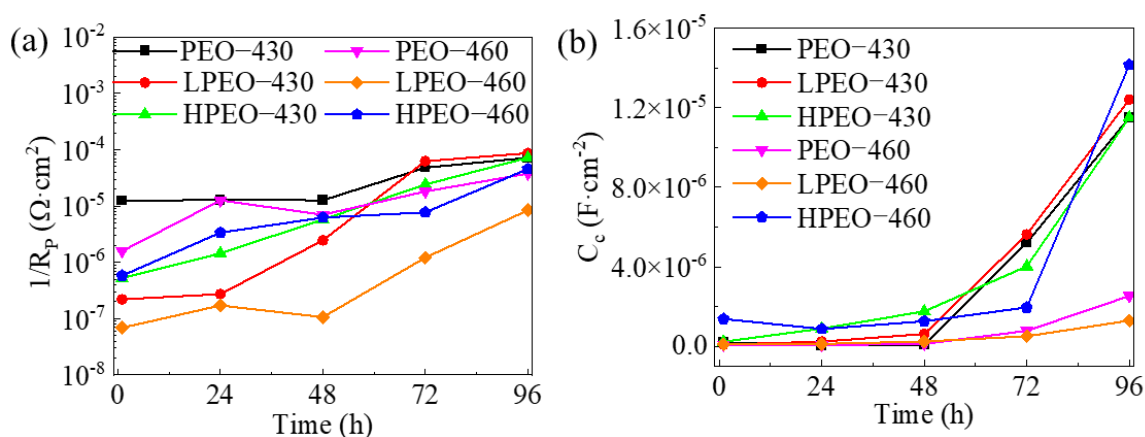 (a)
10⁻²
10⁻³
10⁻⁴
10⁻⁵
10⁻⁶
10⁻⁷
10⁻⁸
1/R_P (Ω·cm²)
PEO−430
PEO−460
LPEO−430
LPEO−460
HPEO−430
HPEO−460
0 24 48 72 96
Time (h)
(b)
1.6×10⁻⁵
1.2×10⁻⁵
8.0×10⁻⁶
4.0×10⁻⁶
0.0
C_c (F·cm⁻²)
PEO−430
LPEO−430
HPEO−430
PEO−460
LPEO−460
HPEO−460
0 24 48 72 96
Time (h)